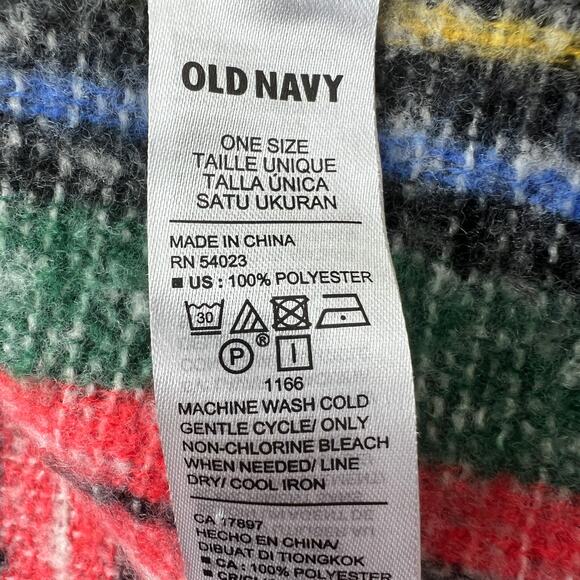 OLD NAVY
ONE SIZE
TAILLE UNIQUE
TALLA ÚNICA
SATU UKURAN
MADE IN CHINA
RN 54023
■ US : 100% POLYESTER
30
P ®
1166
MACHINE WASH COLD
GENTLE CYCLE/ ONLY
NON-CHLORINE BLEACH
WHEN NEEDED/ LINE
DRY/ COOL IRON
CA 17897
HECHO EN CHINA/
DIBUAT DI TIONGKOK
■ CA : 100% POLYESTER